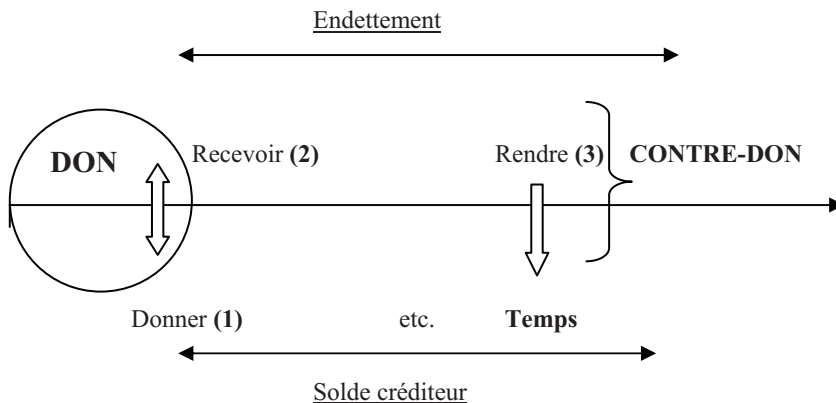 Endettement
DON Recevoir (2) Rendre (3) CONTRE-DON
Donner (1) etc. Temps
Solde créditeur